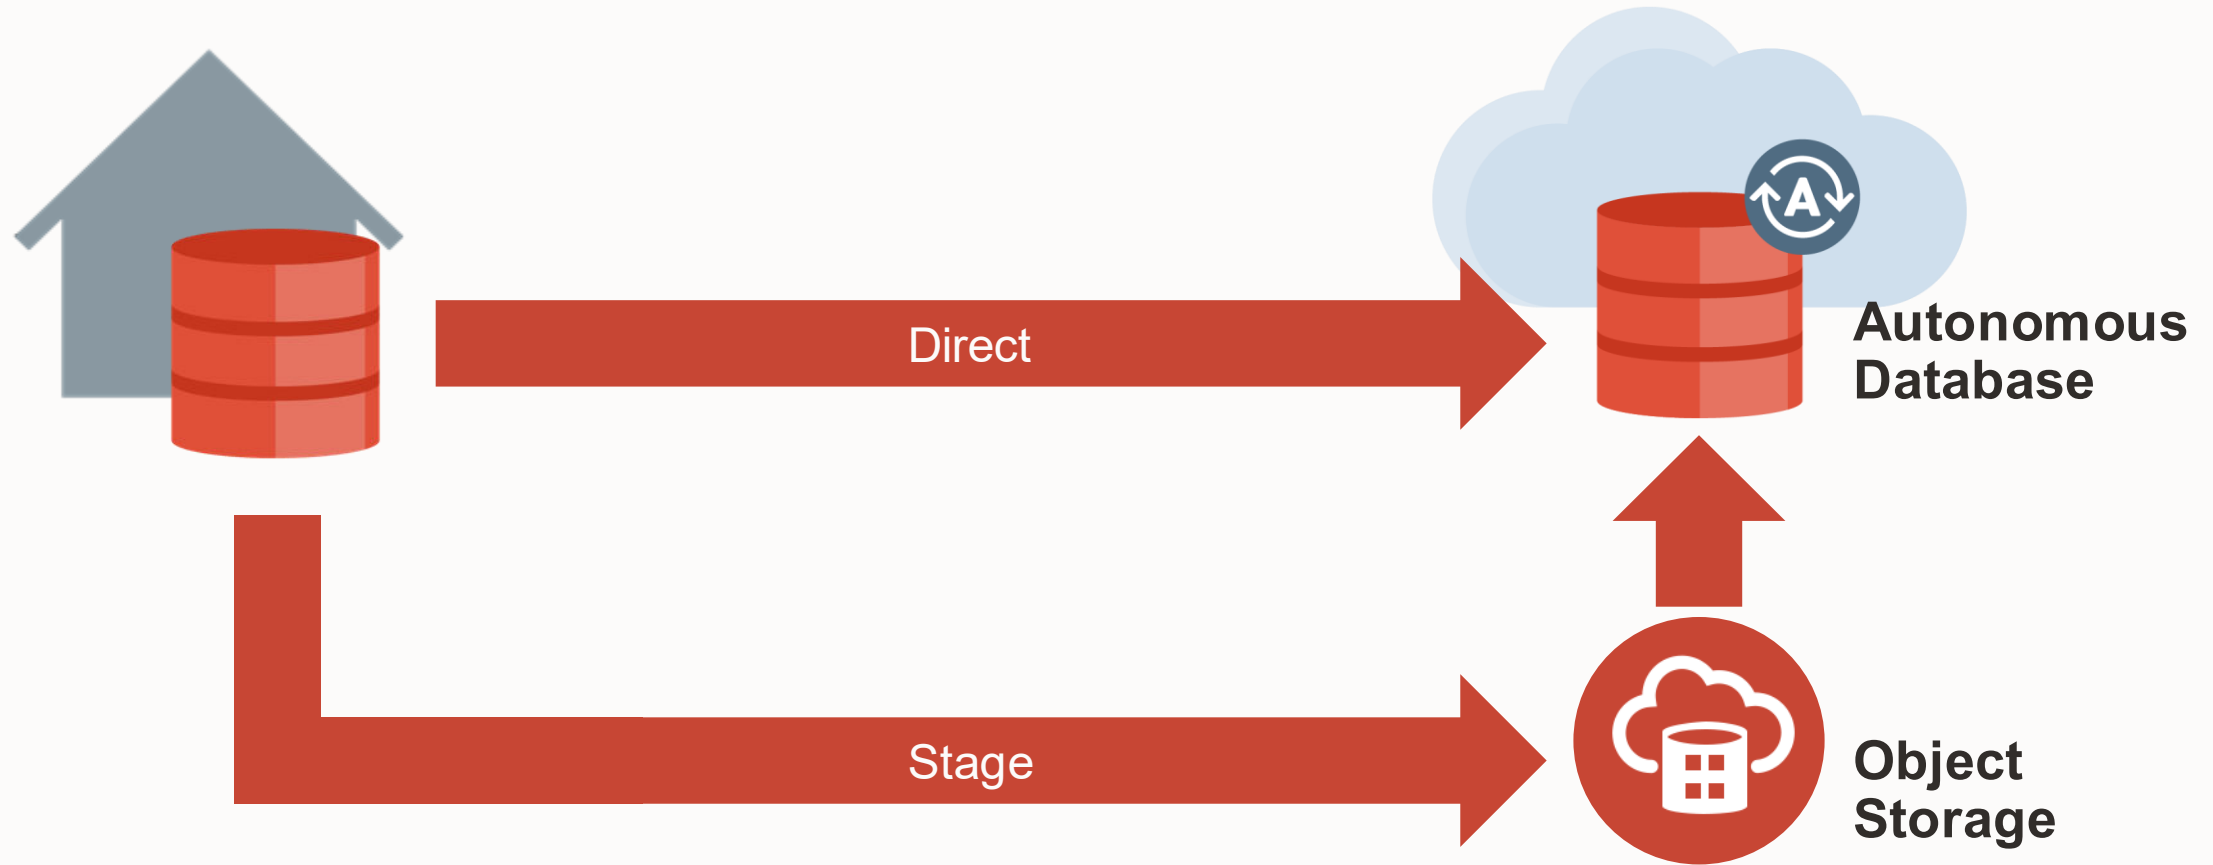 A
Direct
Autonomous
Database
Stage
Object
Storage